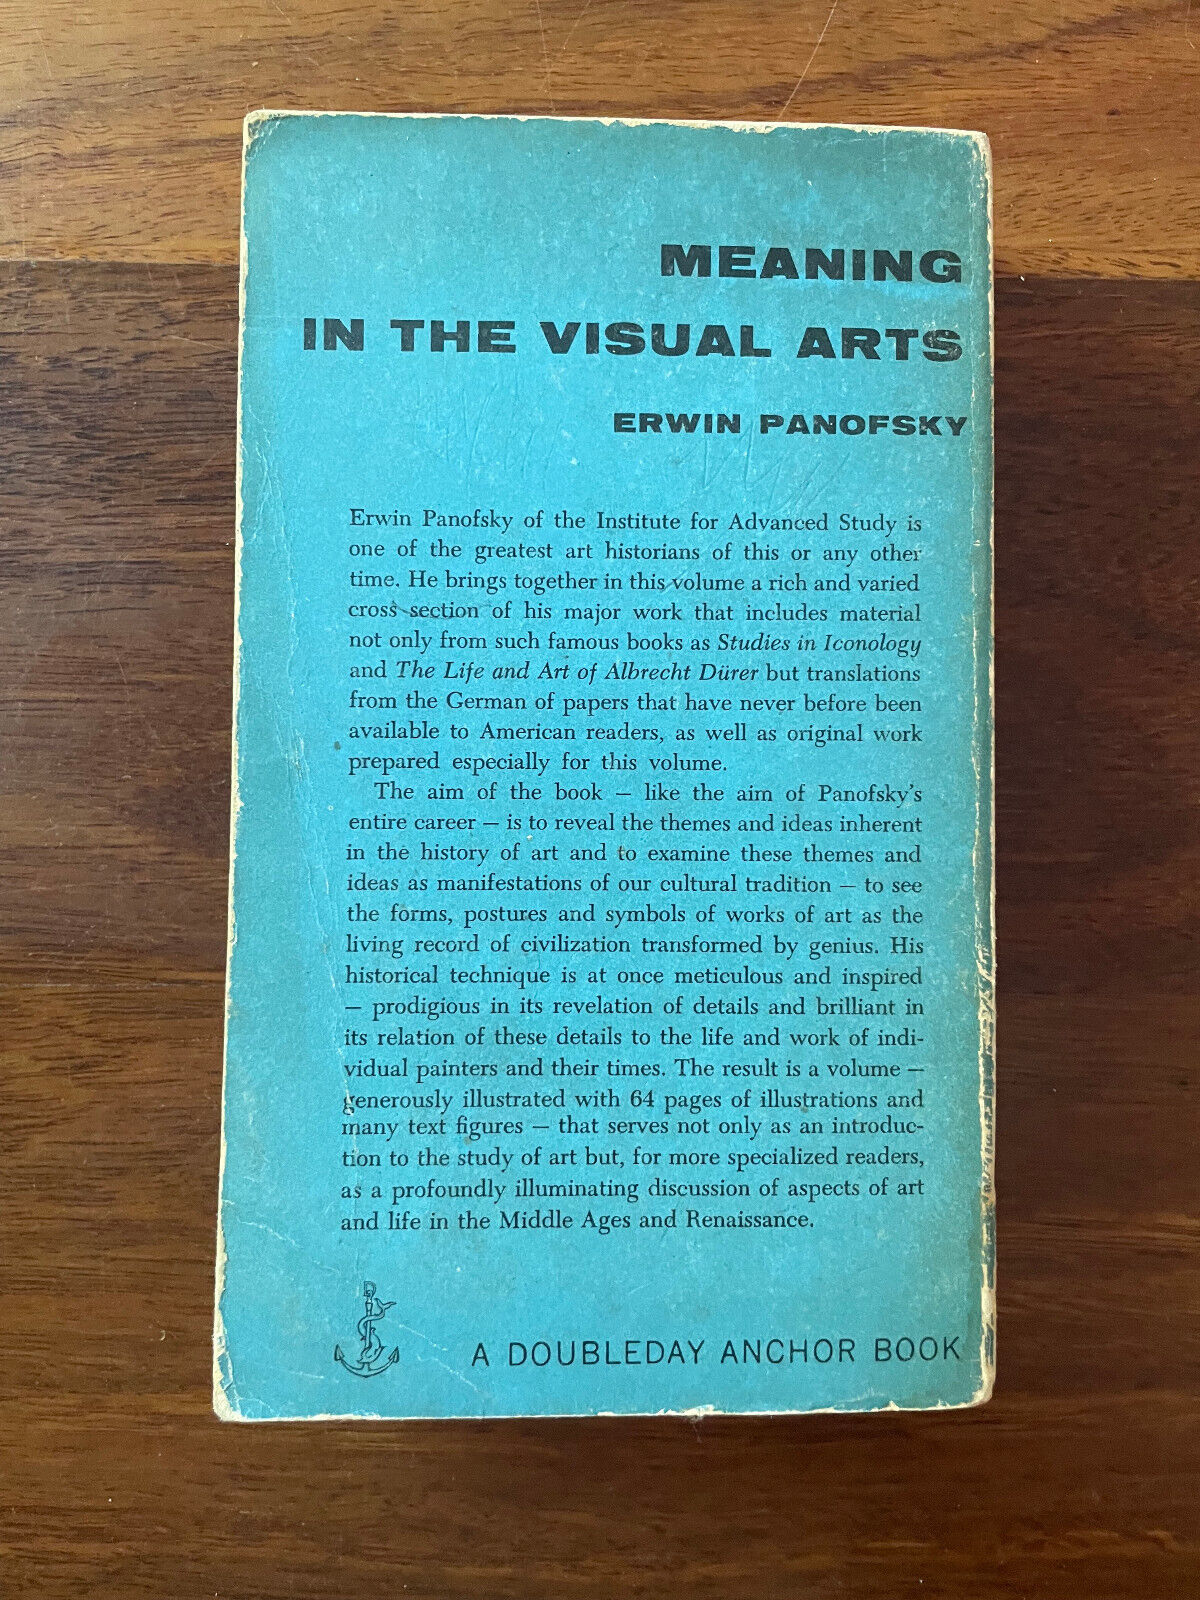 MEANING
IN THE VISUAL ARTS
ERWIN PANOFSKY
Erwin Panofsky of the Institute for Advanced Study is
one of the greatest art historians of this or any other
time. He brings together in this volume a rich and varied
cross-section of his major work that includes material
not only from such famous books as Studies in Iconology
and The Life and Art of Albrecht Dürer but translations
from the German of papers that have never before been
available to American readers, as well as original work
prepared especially for this volume.
The aim of the book — like the aim of Panofsky's
entire career — is to reveal the themes and ideas inherent
in the history of art and to examine these themes and
ideas as manifestations of our cultural tradition — to see
the forms, postures and symbols of works of art as the
living record of civilization transformed by genius. His
historical technique is at once meticulous and inspired
— prodigious in its revelation of details and brilliant in
its relation of these details to the life and work of indi-
vidual painters and their times. The result is a volume —
generously illustrated with 64 pages of illustrations and
many text figures — that serves not only as an introduc-
tion to the study of art but, for more specialized readers,
as a profoundly illuminating discussion of aspects of art
and life in the Middle Ages and Renaissance.
D
A DOUBLEDAY ANCHOR BOOK